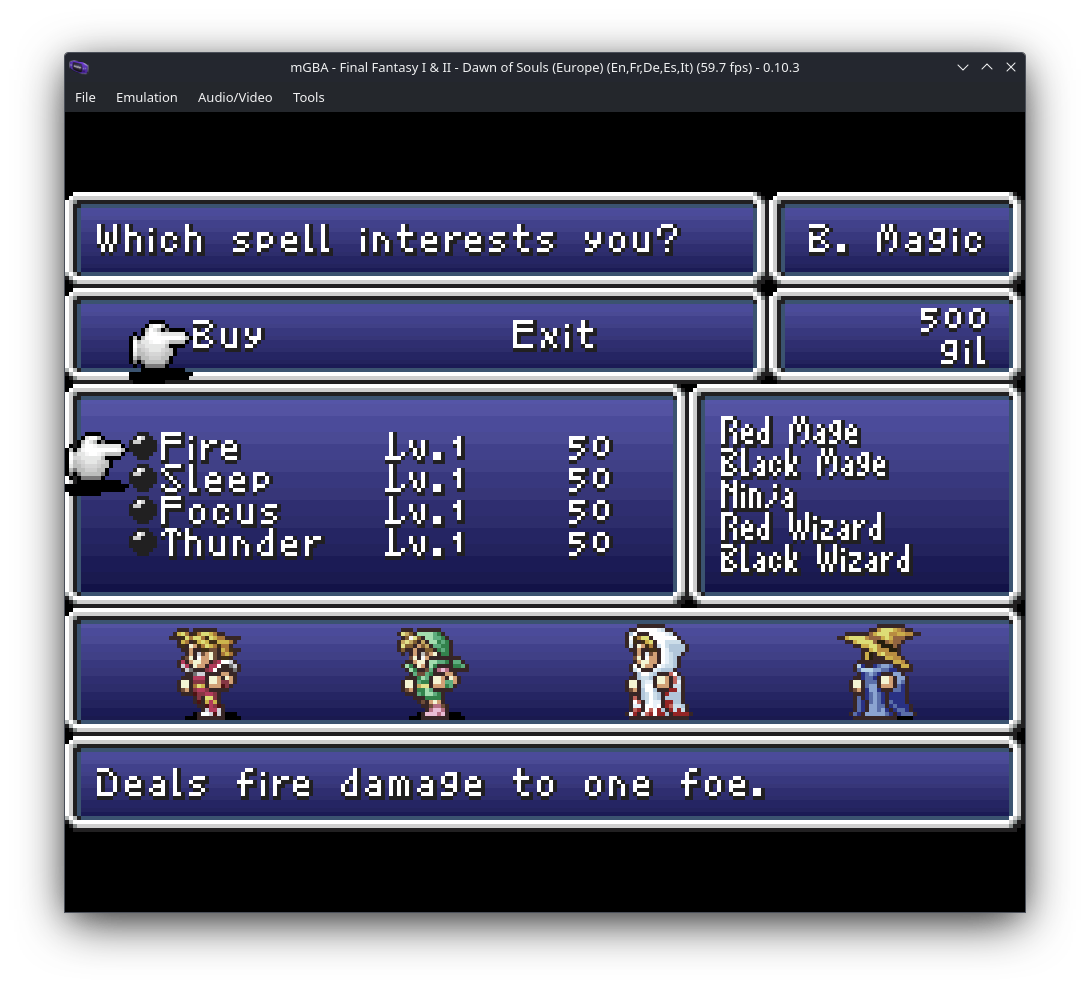 mGBA - Final Fantasy I & II - Dawn of Souls (Europe) (En,Fr,De,Es,It) (59.7 fps) - 0.10.3
File Emulation Audio/Video Tools
Which spell interests you?
B. Magic
Buy Exit
500
gil
Fire Lv.1 50
Sleep Lv.1 50
Focus Lv.1 50
Thunder Lv.1 50
Red Mage
Black Mage
Ninja
Red Wizard
Black Wizard
Deals fire damage to one foe.